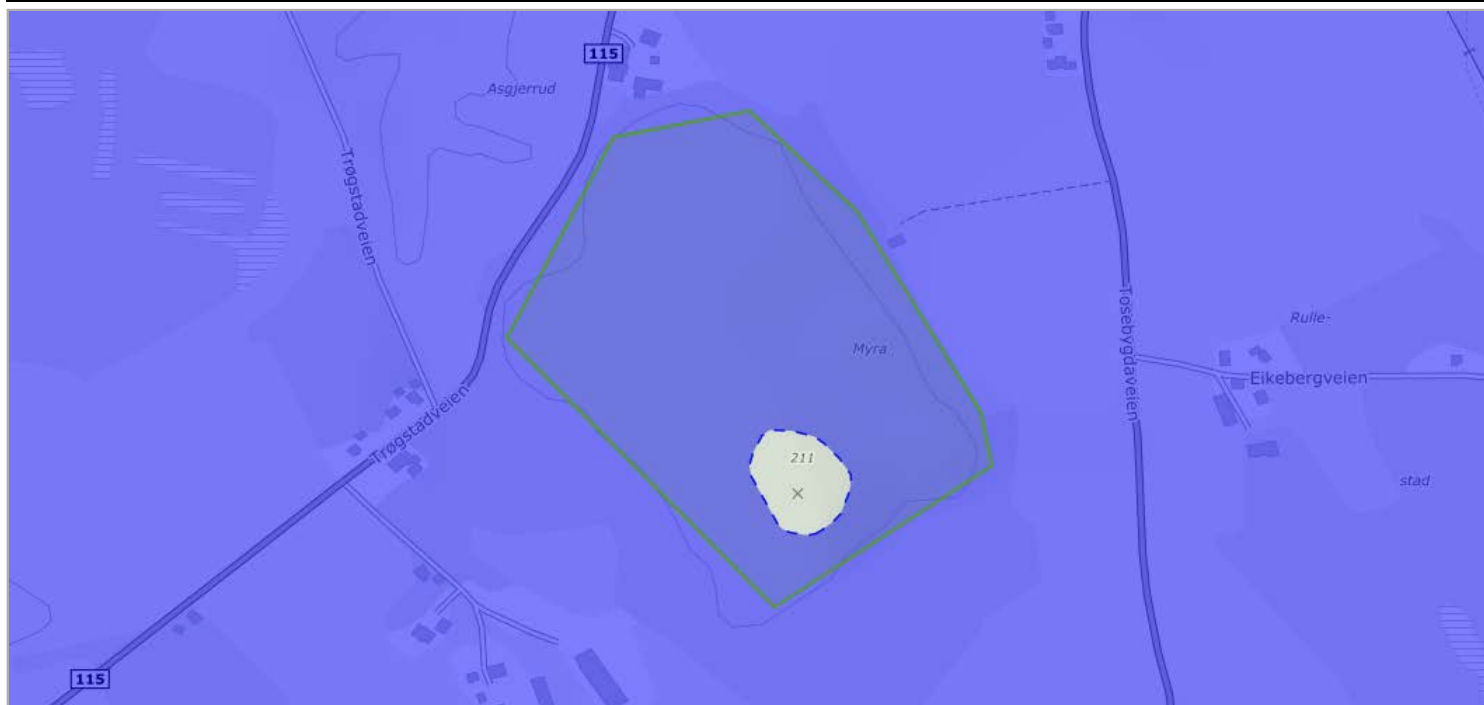 115
Asgjerrud
Trøgstadveien
Tosebygdaveien
Rulle-
Myra
Eikebergveien
Trøgstadveien
211
stad
115